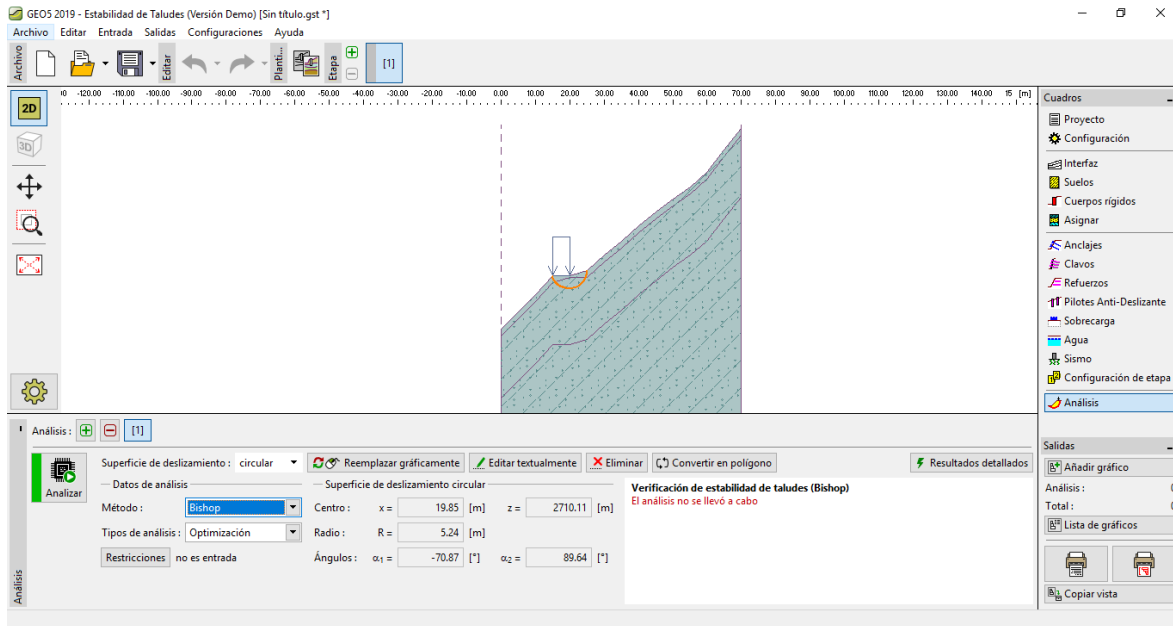 GEO5 2019 - Estabilidad de Taludes (Versión Demo) [Sin título.gst *]
Archivo Editar Entrada Salidas Configuraciones Ayuda
Archivo
Editar
Planti...
Etapa
[1]
2D
3D
-120.00 -110.00 -100.00 -90.00 -80.00 -70.00 -60.00 -50.00 -40.00 -30.00 -20.00 -10.00 0.00 10.00 20.00 30.00 40.00 50.00 60.00 70.00 80.00 90.00 100.00 110.00 120.00 130.00 140.00 15 [m]
Cuadros
Proyecto
Configuración
Interfaz
Suelos
Cuerpos rígidos
Asignar
Anclajes
Clavos
Refuerzos
Pilotes Anti-Deslizante
Sobrecarga
Agua
Sismo
Configuración de etapa
Análisis
Análisis : [1]
Analizar
Superficie de deslizamiento : circular Reemplazar gráficamente Editar textualmente Eliminar Convertir en polígono Resultados detallados
Datos de análisis
Método : Bishop
Tipos de análisis : Optimización
Restricciones no es entrada
Superficie de deslizamiento circular
Centro : x = 19.85 [m] z = 2710.11 [m]
Radio : R = 5.24 [m]
Ángulos : α1 = -70.87 [°] α2 = 89.64 [°]
Verificación de estabilidad de taludes (Bishop)
El análisis no se llevó a cabo
Análisis
Salidas
Añadir gráfico
Análisis :
Total :
Lista de gráficos
Copiar vista